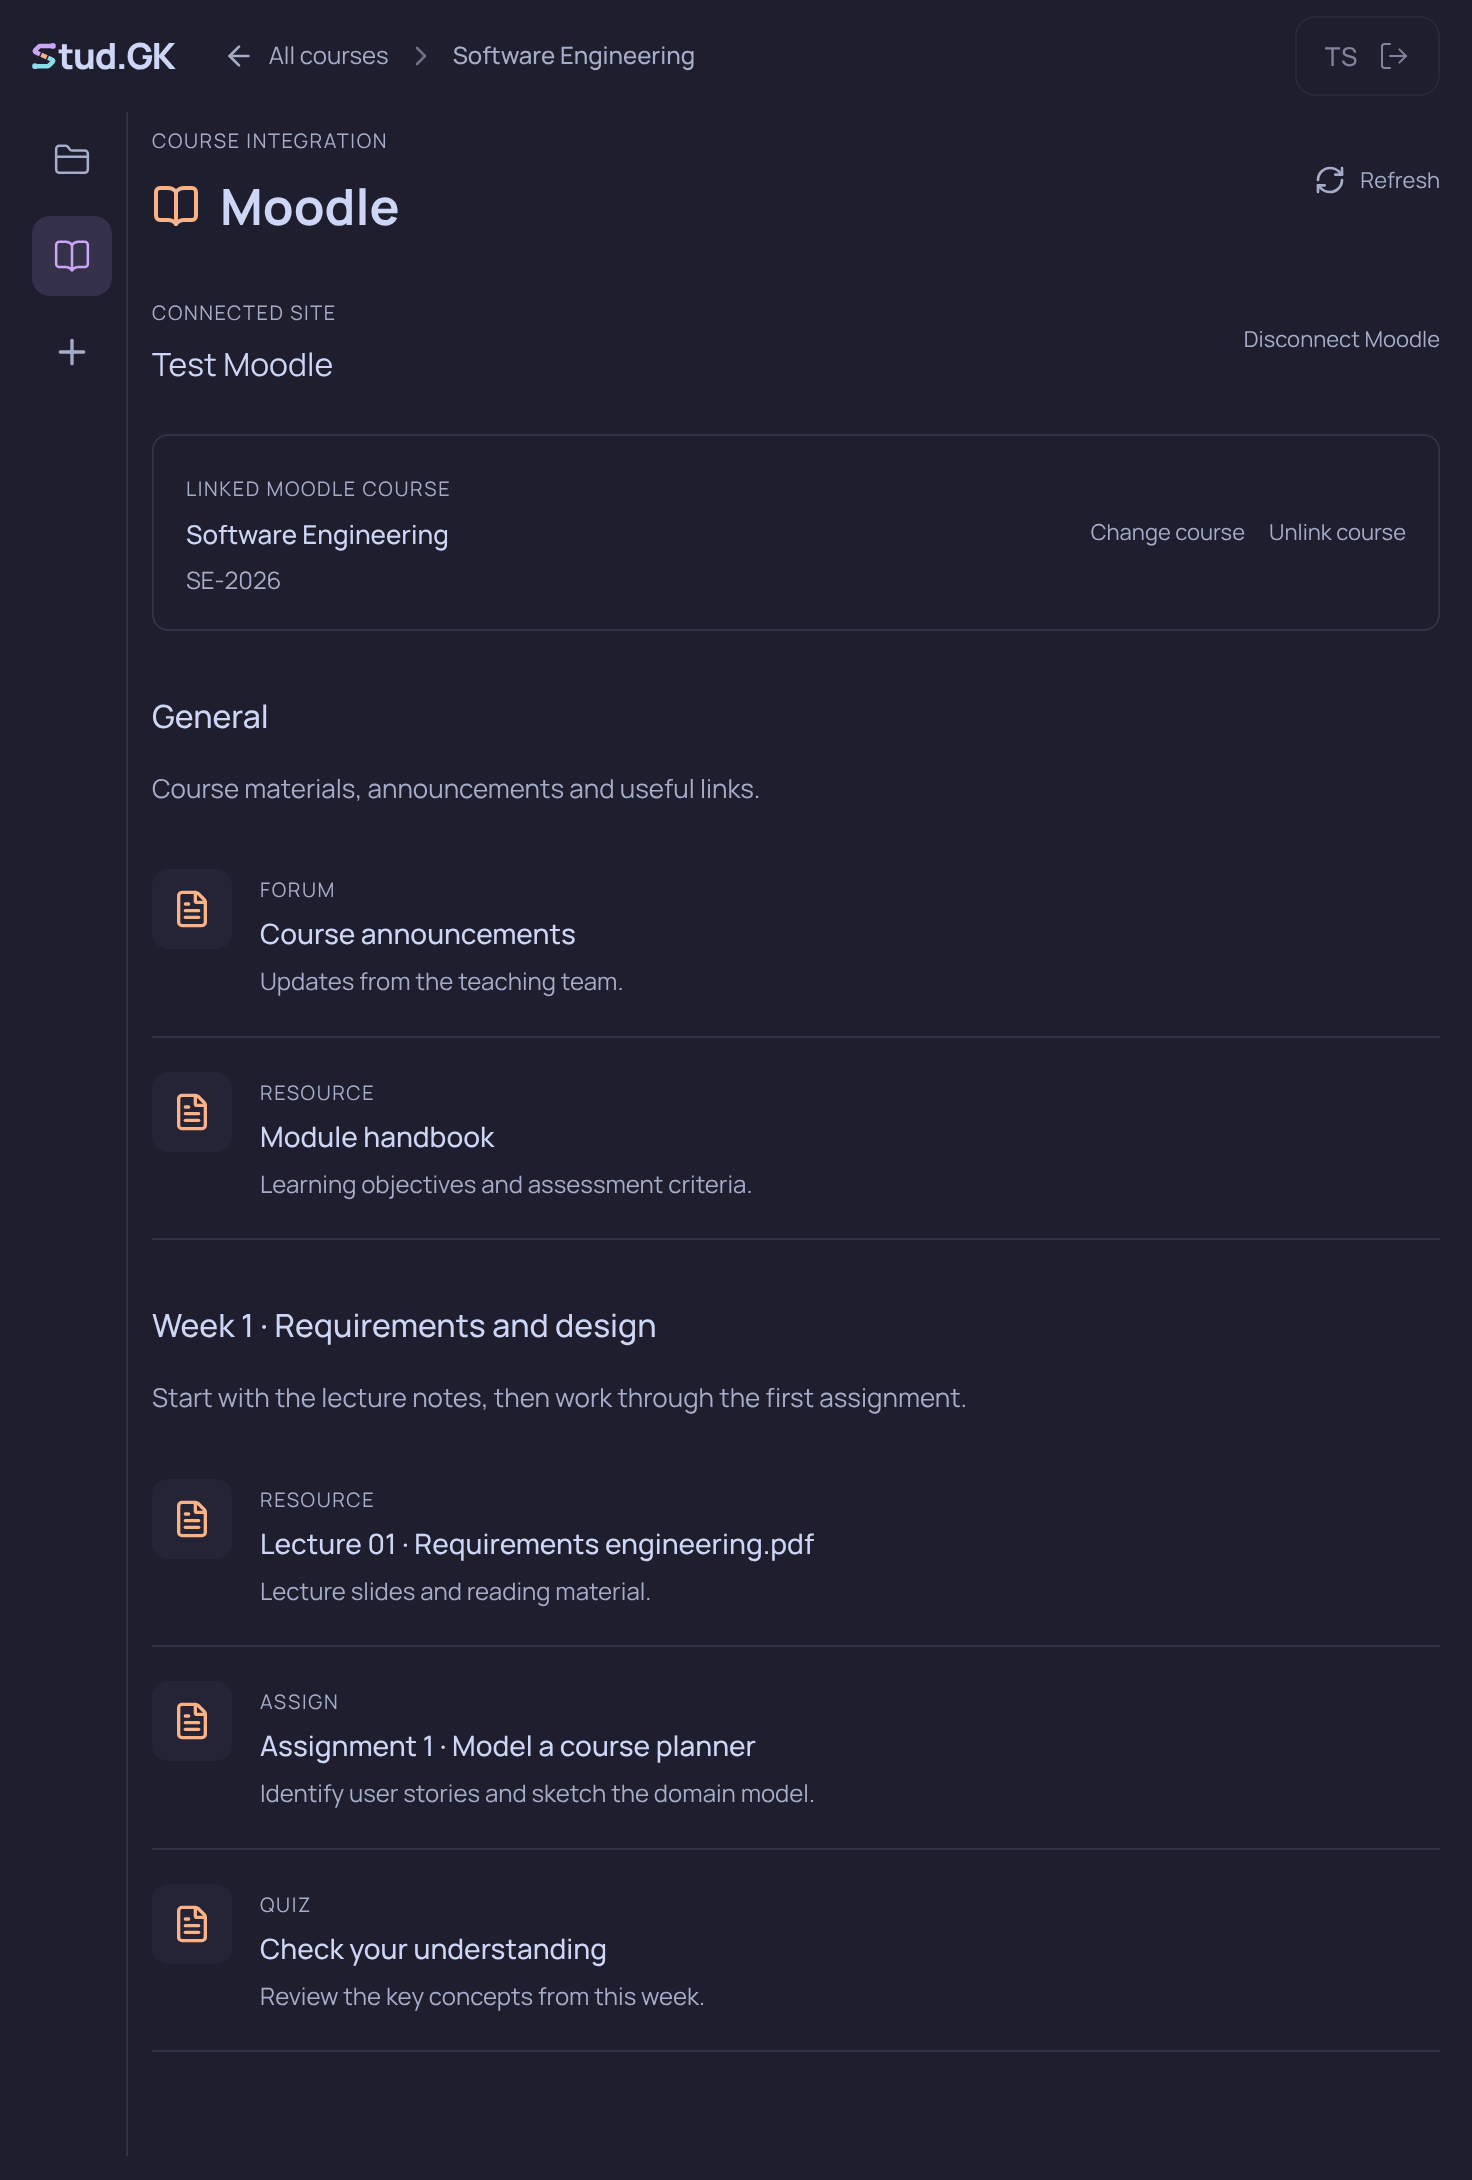 Stud.GK
All courses
Software Engineering
TS
COURSE INTEGRATION
Moodle
Refresh
CONNECTED SITE
Test Moodle
Disconnect Moodle
LINKED MOODLE COURSE
Software Engineering
SE-2026
Change course
Unlink course
General
Course materials, announcements and useful links.
FORUM
Course announcements
Updates from the teaching team.
RESOURCE
Module handbook
Learning objectives and assessment criteria.
Week 1 · Requirements and design
Start with the lecture notes, then work through the first assignment.
RESOURCE
Lecture 01 · Requirements engineering.pdf
Lecture slides and reading material.
ASSIGN
Assignment 1 · Model a course planner
Identify user stories and sketch the domain model.
QUIZ
Check your understanding
Review the key concepts from this week.